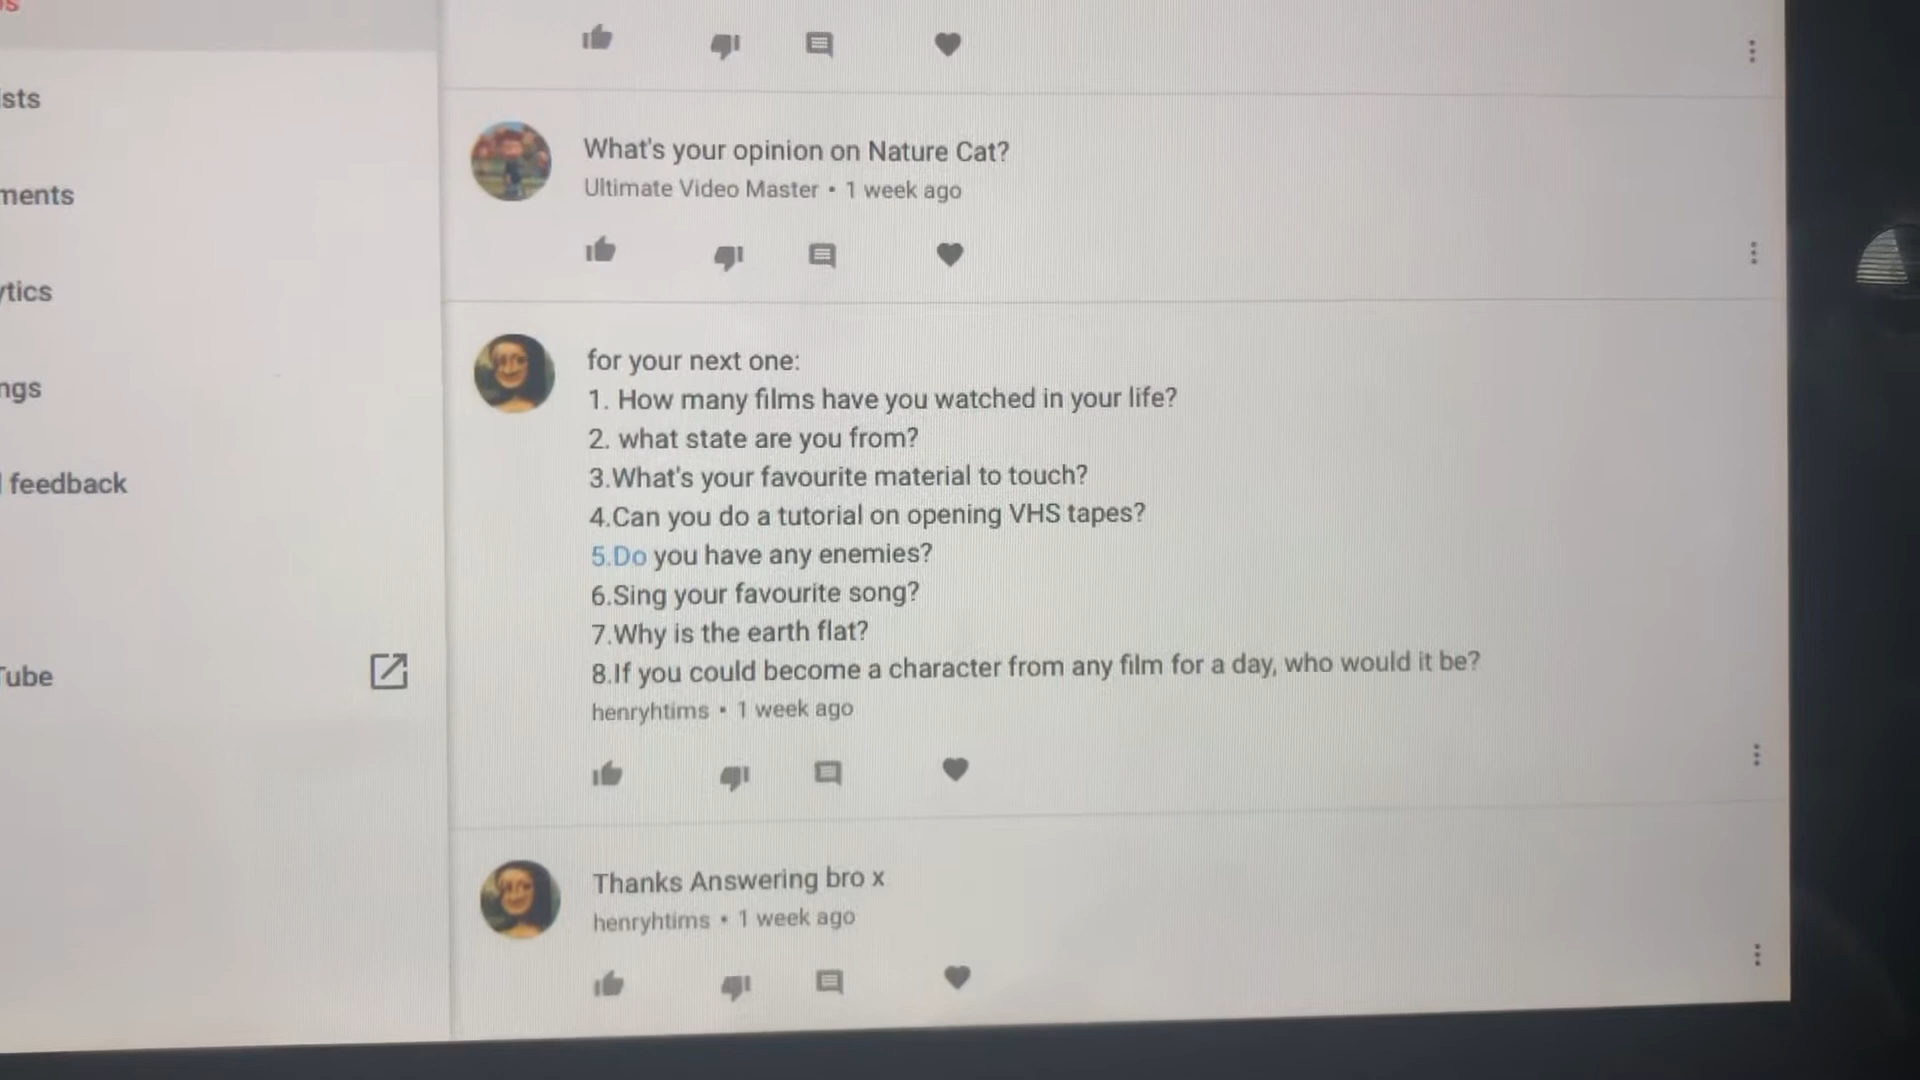 sts
ments
ytics
ngs
feedback
Tube
What's your opinion on Nature Cat?
Ultimate Video Master • 1 week ago
for your next one:
1. How many films have you watched in your life?
2. what state are you from?
3.What's your favourite material to touch?
4.Can you do a tutorial on opening VHS tapes?
5.Do you have any enemies?
6.Sing your favourite song?
7.Why is the earth flat?
8.If you could become a character from any film for a day, who would it be?
henryhtims • 1 week ago
Thanks Answering bro x
henryhtims • 1 week ago